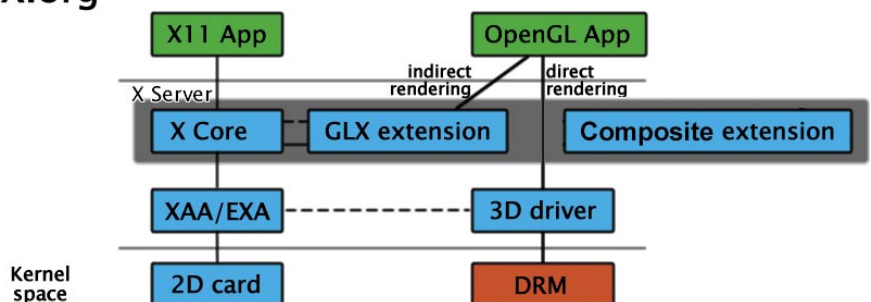 X11 App
OpenGL App
indirect
rendering
direct
rendering
X Server
X Core
GLX extension
Composite extension
XAA/EXA
3D driver
Kernel
space
2D card
DRM